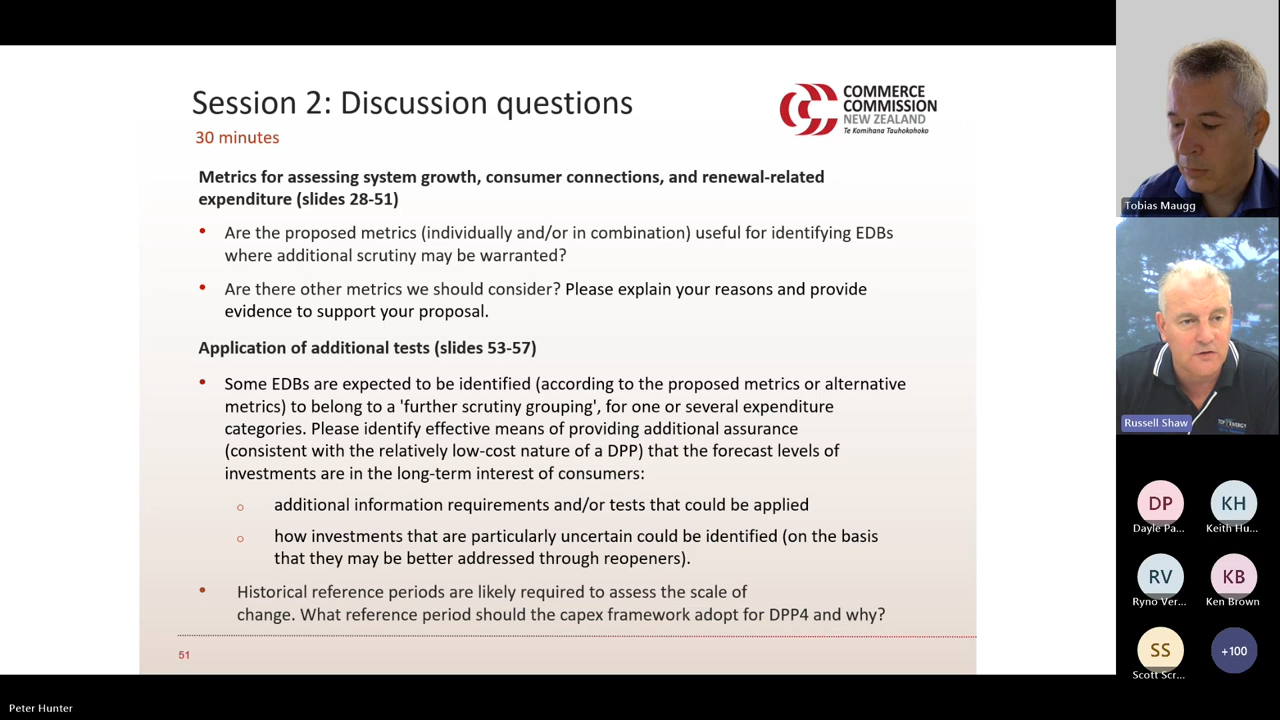 Session 2: Discussion questions
30 minutes
COMMERCE
COMMISSION
NEW ZEALAND
Te Komihana Tauhokohoko
Metrics for assessing system growth, consumer connections, and renewal-related
expenditure (slides 28-51)
• Are the proposed metrics (individually and/or in combination) useful for identifying EDBs
where additional scrutiny may be warranted?
• Are there other metrics we should consider? Please explain your reasons and provide
evidence to support your proposal.
Application of additional tests (slides 53-57)
• Some EDBs are expected to be identified (according to the proposed metrics or alternative
metrics) to belong to a 'further scrutiny grouping', for one or several expenditure
categories. Please identify effective means of providing additional assurance
(consistent with the relatively low-cost nature of a DPP) that the forecast levels of
investments are in the long-term interest of consumers:
o additional information requirements and/or tests that could be applied
o how investments that are particularly uncertain could be identified (on the basis
that they may be better addressed through reopeners).
• Historical reference periods are likely required to assess the scale of
change. What reference period should the capex framework adopt for DPP4 and why?
51
Peter Hunter
Tobias Maugg
TOP ENERGY
Russell Shaw
DP
KH
Dayle Pa...
Keith Hu...
RV
KB
Ryno Ver...
Ken Brown
SS
+100
Scott Scr...